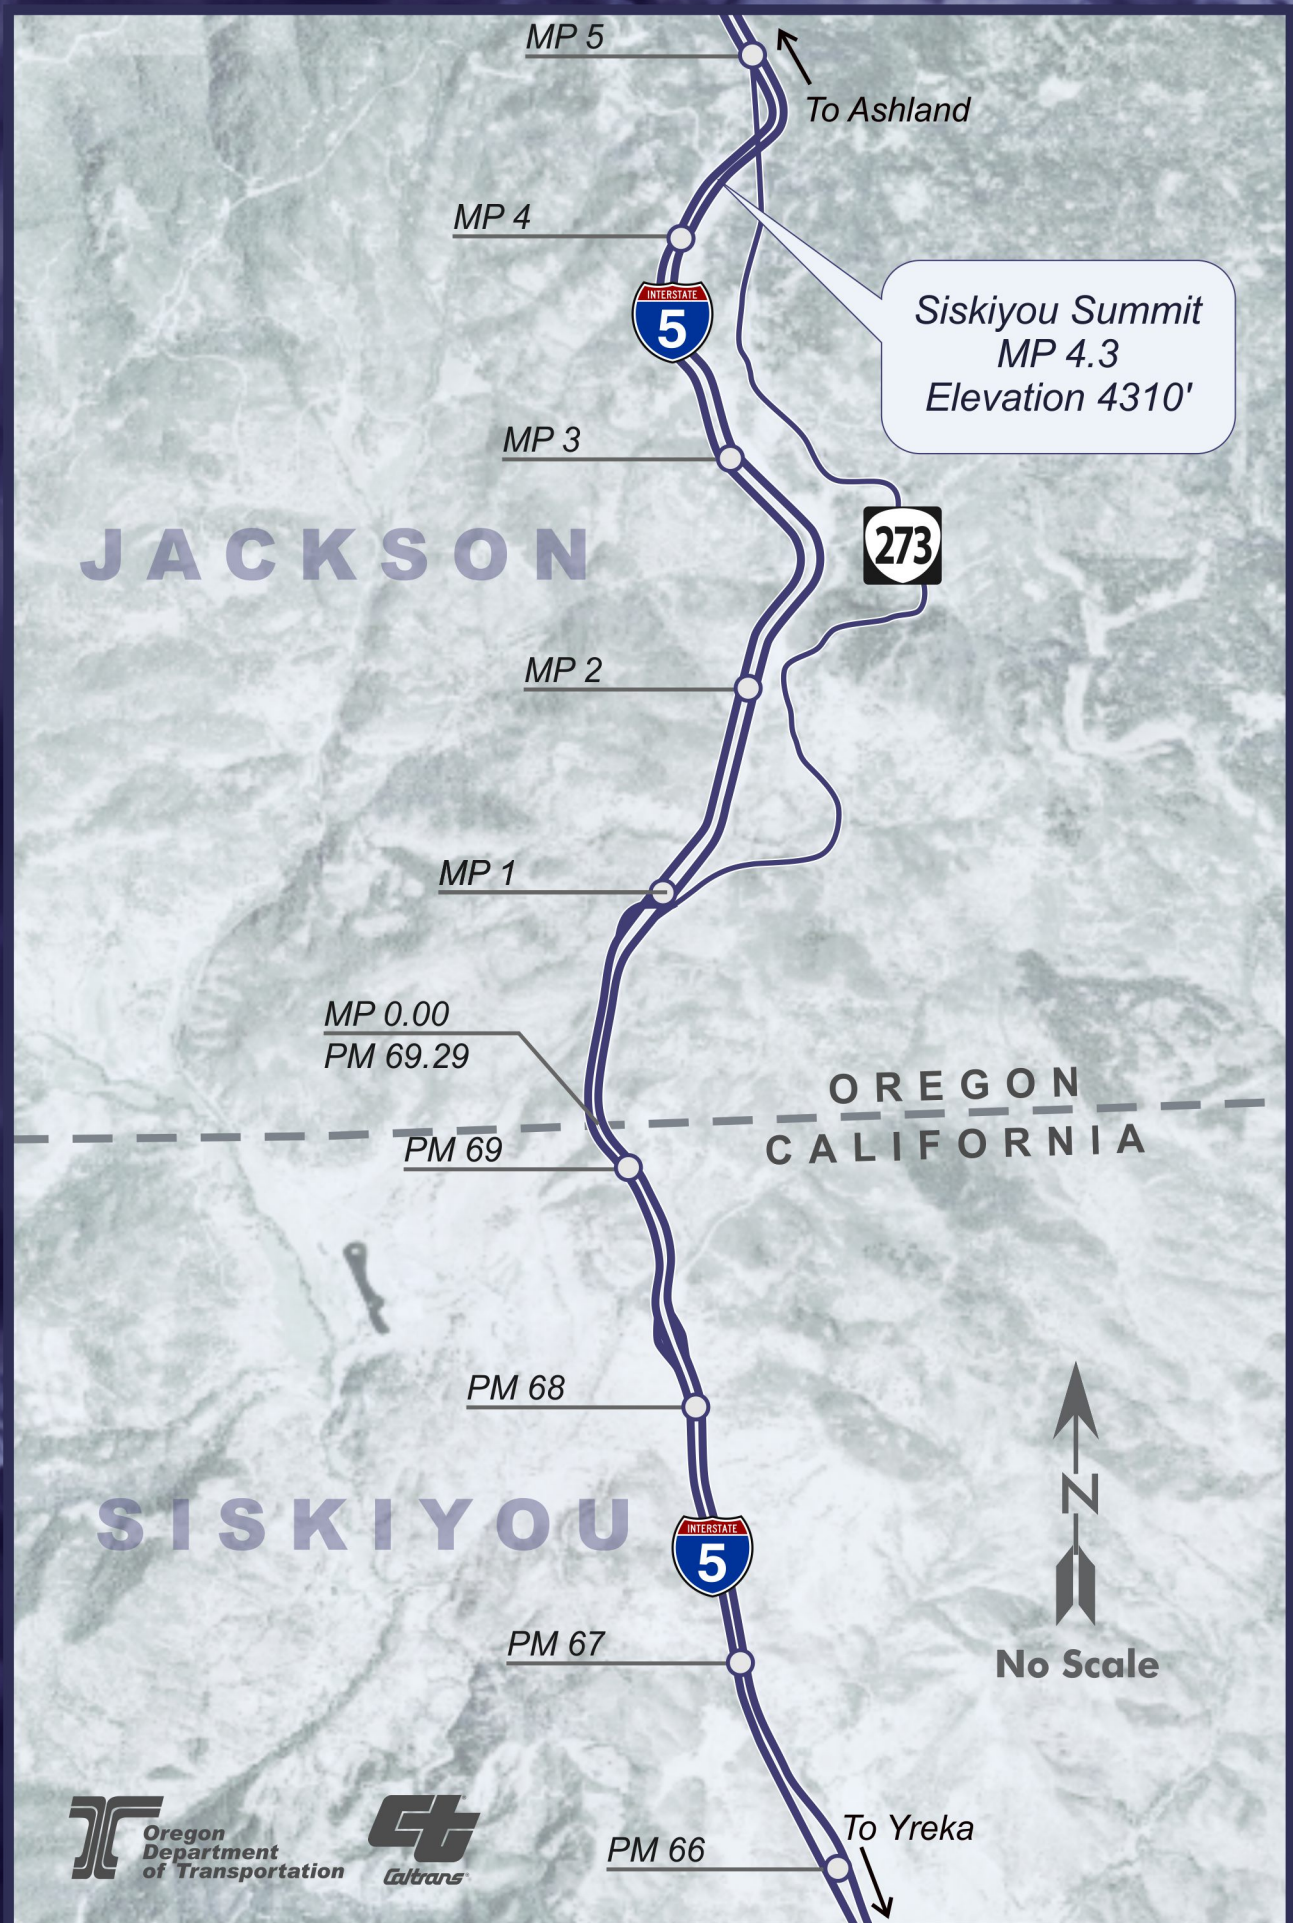 MP 5
To Ashland
MP 4
INTERSTATE
5
Siskiyou Summit
MP 4.3
Elevation 4310'
MP 3
JACKSON
273
MP 2
MP 1
MP 0.00
PM 69.29
OREGON
CALIFORNIA
PM 69
PM 68
N
SISKIYOU
INTERSTATE
5
PM 67
No Scale
Oregon
Department
of Transportation
Caltrans
PM 66
To Yreka